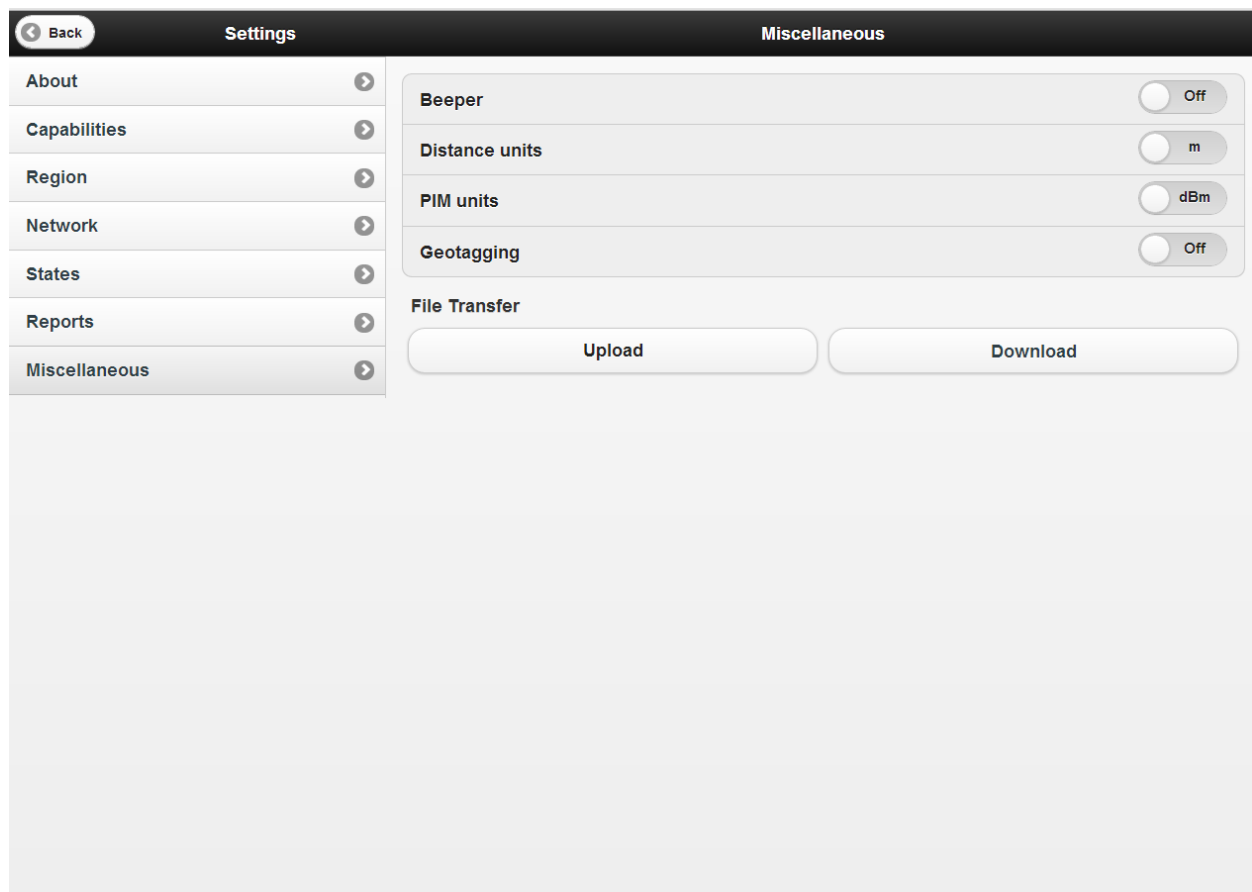 Back
Settings
Miscellaneous
About
Capabilities
Region
Network
States
Reports
Miscellaneous
Beeper Off
Distance units m
PIM units dBm
Geotagging Off
File Transfer
Upload Download